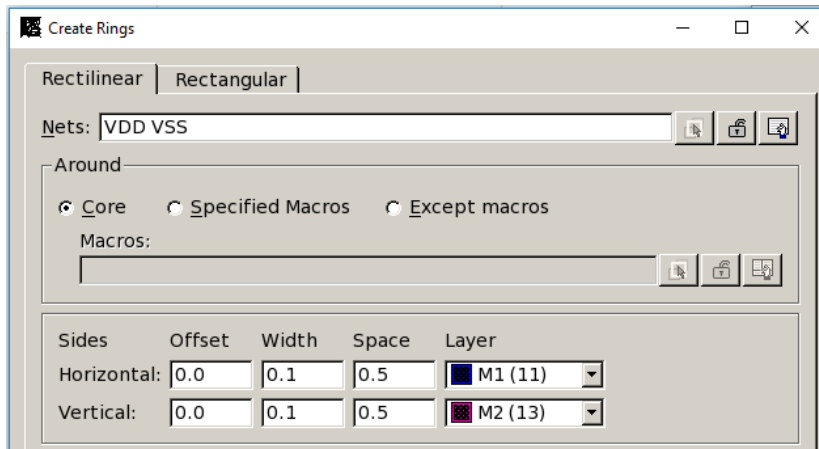 Create Rings
Rectilinear Rectangular
Nets: VDD VSS
Around
Core Specified Macros Except macros
Macros:
Sides Offset Width Space Layer
Horizontal: 0.0 0.1 0.5 M1 (11)
Vertical: 0.0 0.1 0.5 M2 (13)